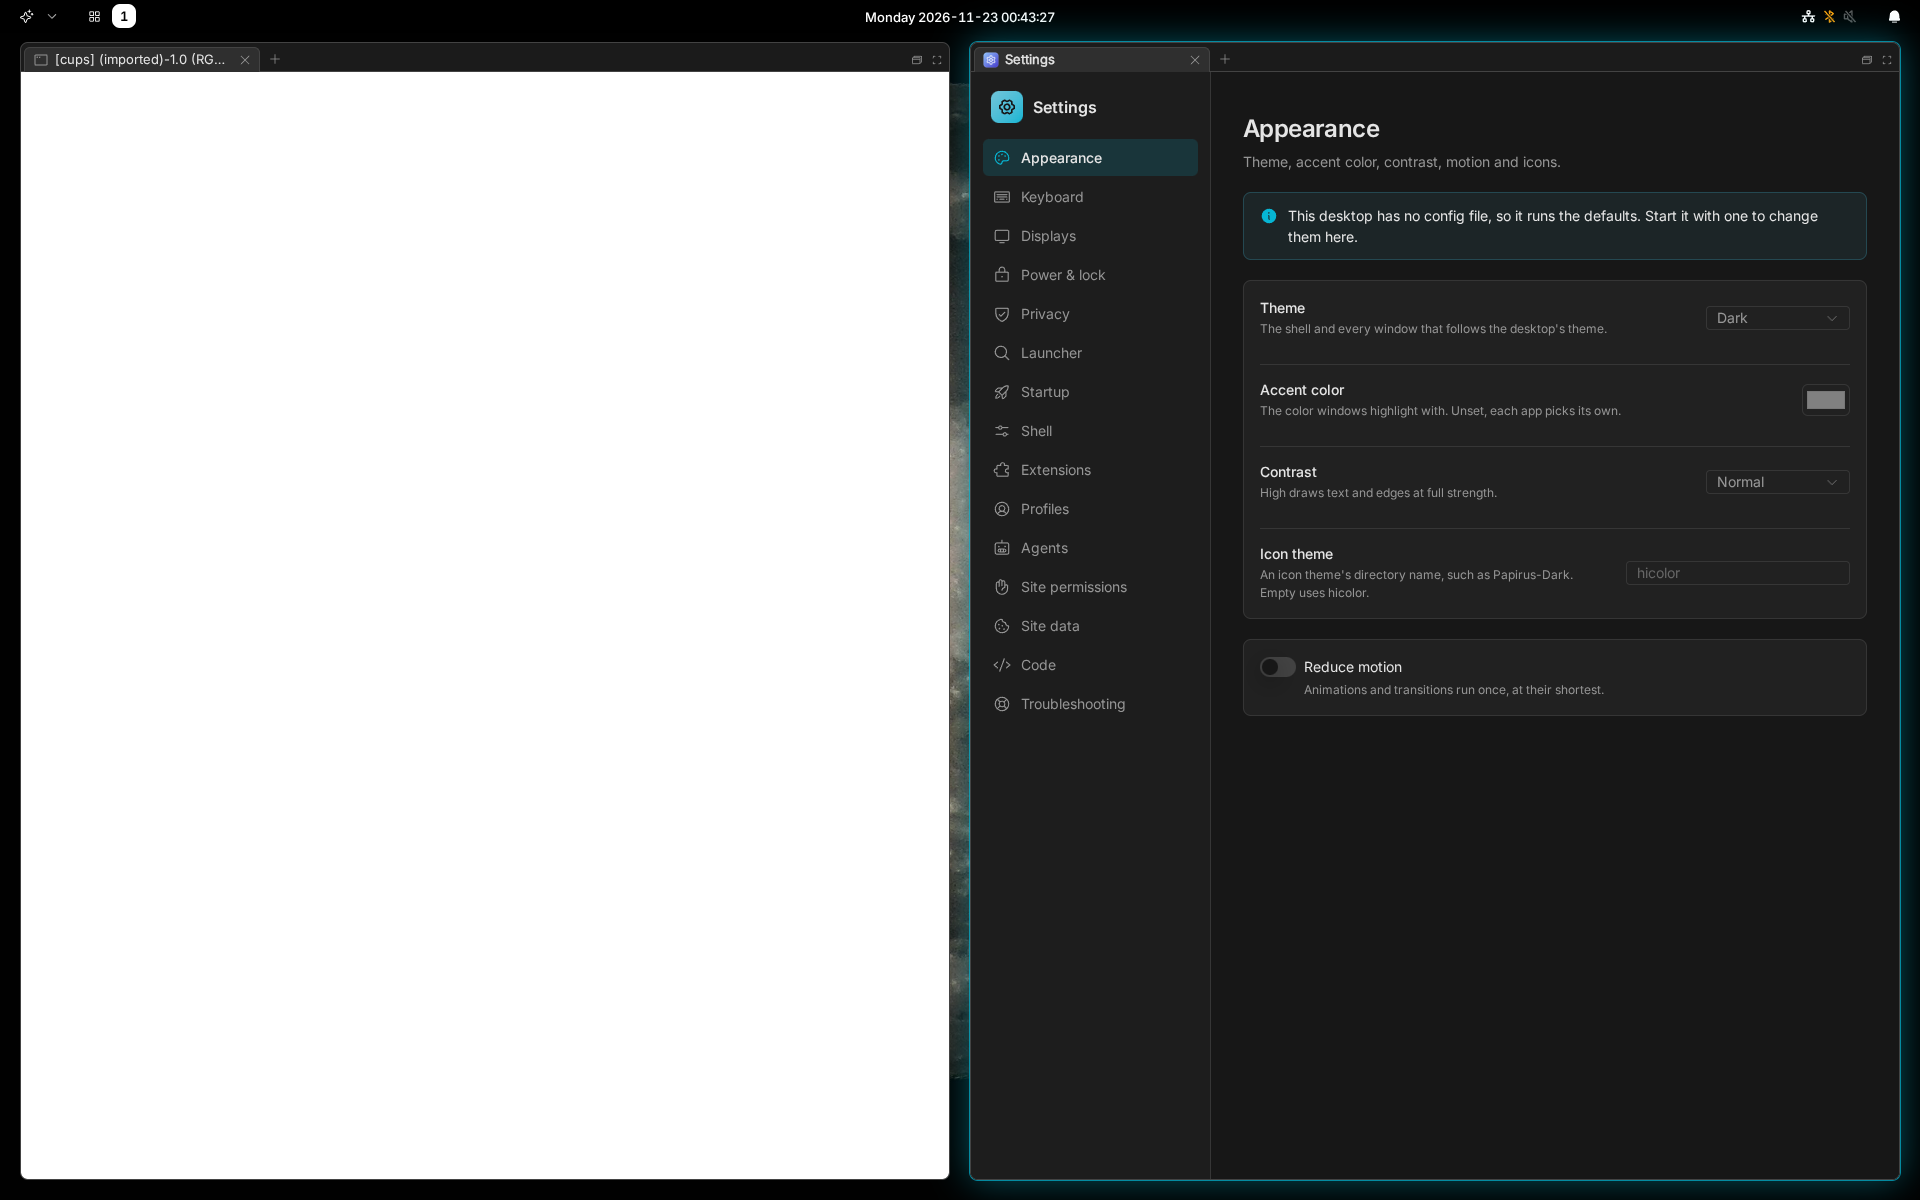 1
Monday 2026-11-23 00:43:27
[cups] (imported)-1.0 (RG...
Settings
Settings
Appearance
Keyboard
Displays
Power & lock
Privacy
Launcher
Startup
Shell
Extensions
Profiles
Agents
Site permissions
Site data
Code
Troubleshooting
Appearance
Theme, accent color, contrast, motion and icons.
This desktop has no config file, so it runs the defaults. Start it with one to change
them here.
Theme
The shell and every window that follows the desktop's theme.
Dark
Accent color
The color windows highlight with. Unset, each app picks its own.
Contrast
High draws text and edges at full strength.
Normal
Icon theme
An icon theme's directory name, such as Papirus-Dark.
Empty uses hicolor.
hicolor
Reduce motion
Animations and transitions run once, at their shortest.